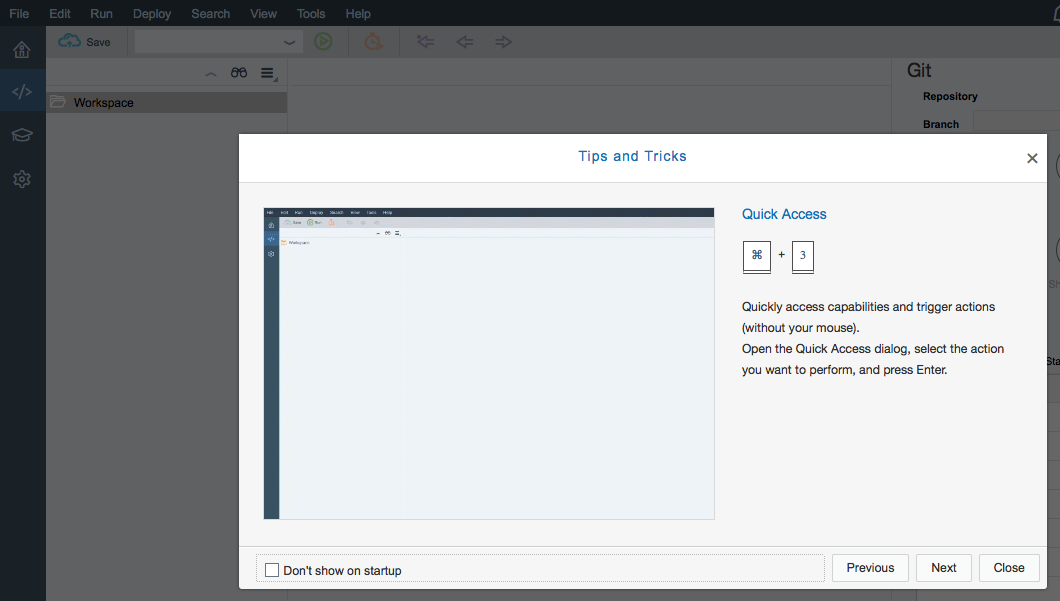 File Edit Run Deploy Search View Tools Help
Save
Git
Workspace
Repository
Branch
Tips and Tricks
Quick Access
⌘ + 3
Quickly access capabilities and trigger actions
(without your mouse).
Open the Quick Access dialog, select the action
you want to perform, and press Enter.
File Edit Run Deploy Search View Tools Help
Save Run
Workspace
Sh
Sta
Don't show on startup
Previous Next Close